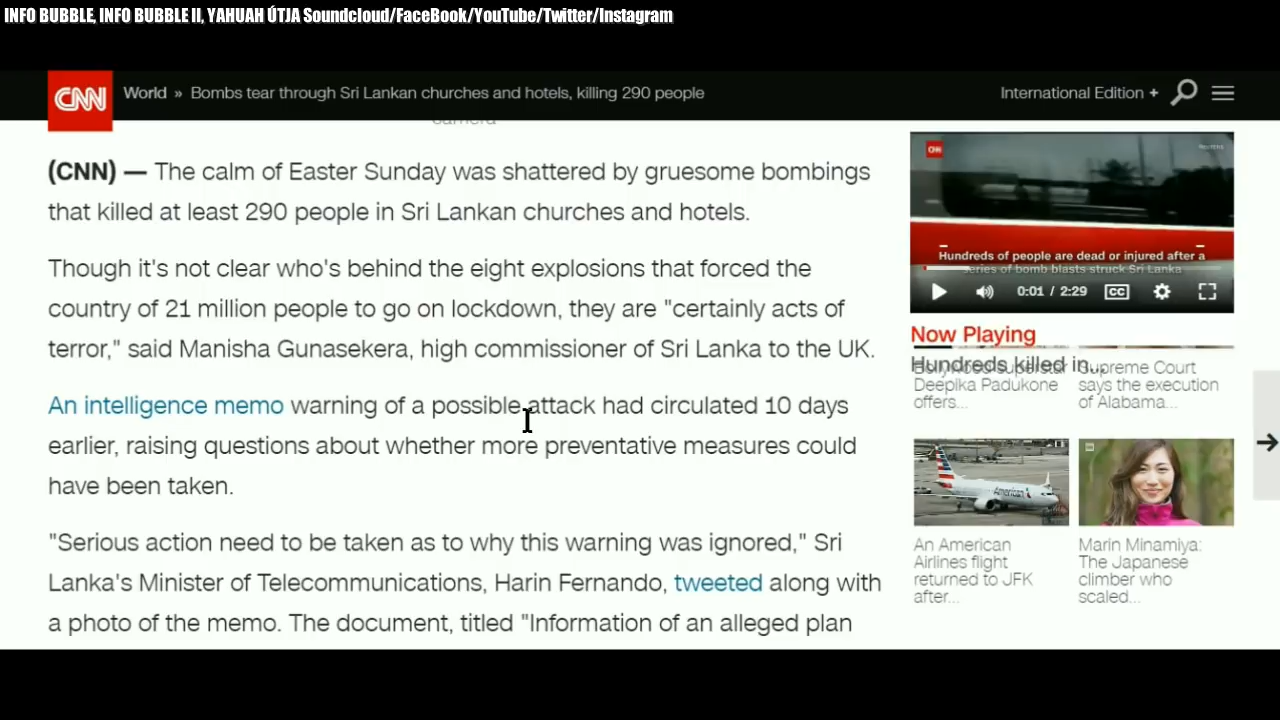 INFO BUBBLE, INFO BUBBLE II, YAHUAH ÚTJA Soundcloud/FaceBook/YouTube/Twitter/Instagram
CNN World » Bombs tear through Sri Lankan churches and hotels, killing 290 people International Edition +
camera
(CNN) — The calm of Easter Sunday was shattered by gruesome bombings
that killed at least 290 people in Sri Lankan churches and hotels.
Though it's not clear who's behind the eight explosions that forced the
country of 21 million people to go on lockdown, they are "certainly acts of
terror," said Manisha Gunasekera, high commissioner of Sri Lanka to the UK.
An intelligence memo warning of a possible attack had circulated 10 days
earlier, raising questions about whether more preventative measures could
have been taken.
"Serious action need to be taken as to why this warning was ignored," Sri
Lanka's Minister of Telecommunications, Harin Fernando, tweeted along with
a photo of the memo. The document, titled "Information of an alleged plan
CNN
REUTERS
Hundreds of people are dead or injured after a
series of bomb blasts struck Sri Lanka
0:01 / 2:29 CC
Now Playing
Hundreds killed in...
Bollywood superstar
Deepika Padukone
offers...
Supreme Court
says the execution
of Alabama...
American
An American
Airlines flight
returned to JFK
after...
Marin Minamiya:
The Japanese
climber who
scaled...